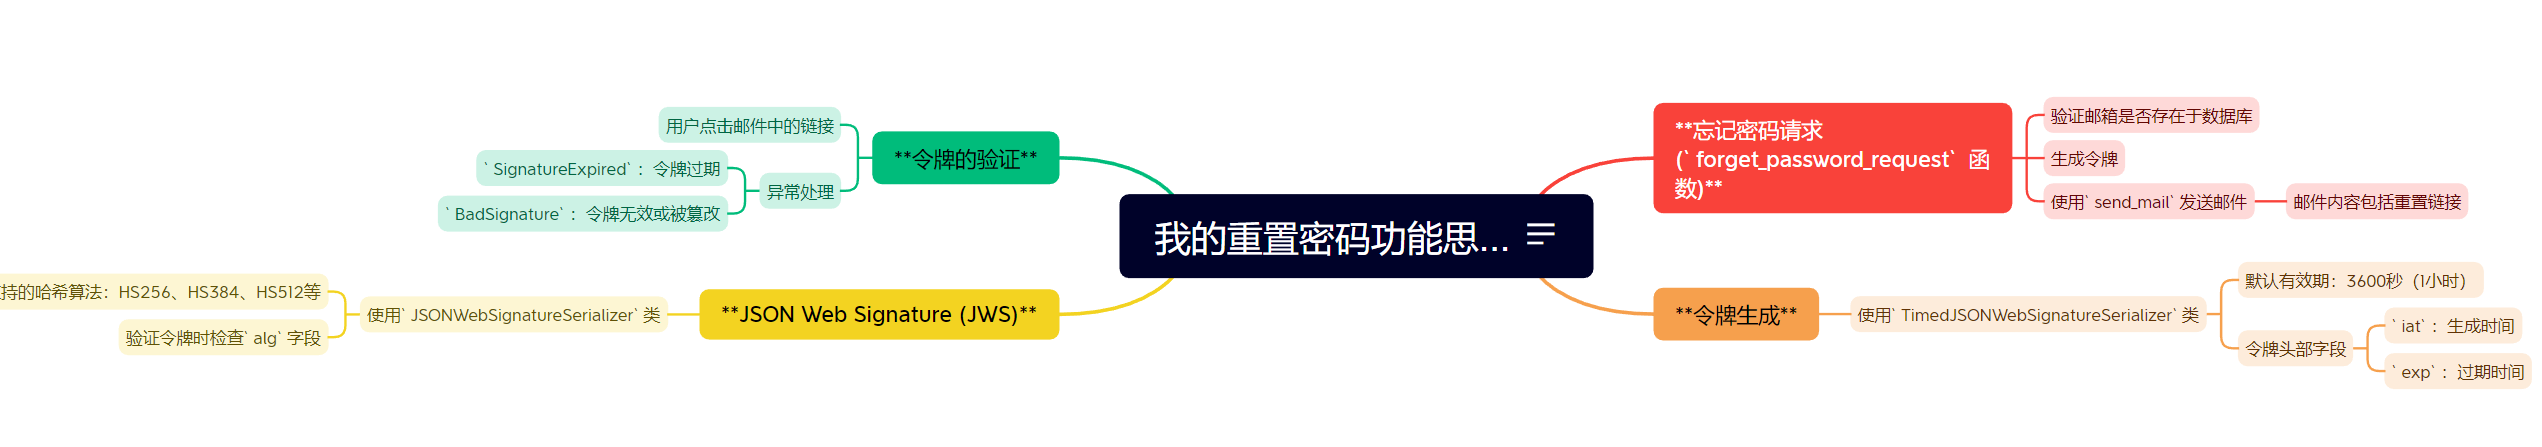 我的重置密码功能思...
**忘记密码请求
(`forget_password_request` 函
数)**
验证邮箱是否存在于数据库
生成令牌
使用`send_mail`发送邮件
邮件内容包括重置链接
**令牌生成**
使用`TimedJSONWebSignatureSerializer`类
默认有效期：3600秒（1小时）
令牌头部字段
`iat`：生成时间
`exp`：过期时间
**令牌的验证**
用户点击邮件中的链接
异常处理
`SignatureExpired`：令牌过期
`BadSignature`：令牌无效或被篡改
**JSON Web Signature (JWS)**
使用`JSONWebSignatureSerializer`类
持的哈希算法：HS256、HS384、HS512等
验证令牌时检查`alg`字段